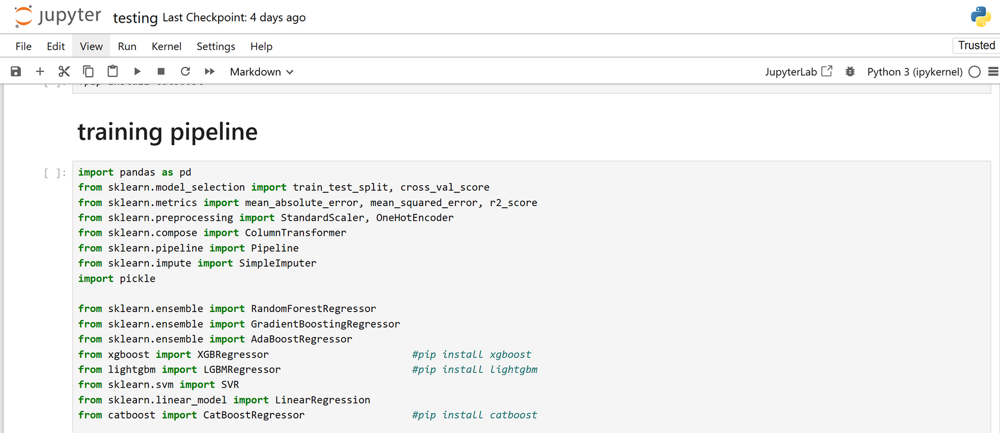 jupyter testing Last Checkpoint: 4 days ago
File Edit View Run Kernel Settings Help Trusted
Markdown JupyterLab Python 3 (ipykernel)
[ ]: !pip install catboost
training pipeline
[ ]: import pandas as pd
from sklearn.model_selection import train_test_split, cross_val_score
from sklearn.metrics import mean_absolute_error, mean_squared_error, r2_score
from sklearn.preprocessing import StandardScaler, OneHotEncoder
from sklearn.compose import ColumnTransformer
from sklearn.pipeline import Pipeline
from sklearn.impute import SimpleImputer
import pickle
from sklearn.ensemble import RandomForestRegressor
from sklearn.ensemble import GradientBoostingRegressor
from sklearn.ensemble import AdaBoostRegressor
from xgboost import XGBRegressor #pip install xgboost
from lightgbm import LGBMRegressor #pip install lightgbm
from sklearn.svm import SVR
from sklearn.linear_model import LinearRegression
from catboost import CatBoostRegressor #pip install catboost